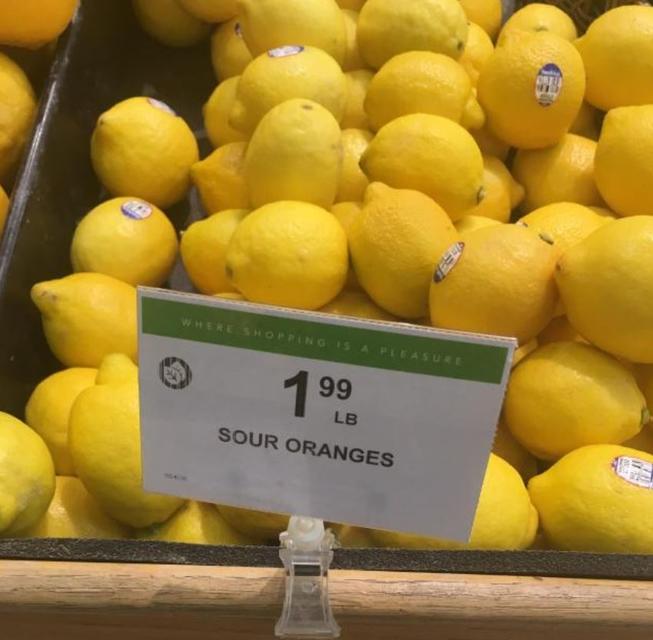 WHERE SHOPPING IS A PLEASURE
1 99
LB
SOUR ORANGES